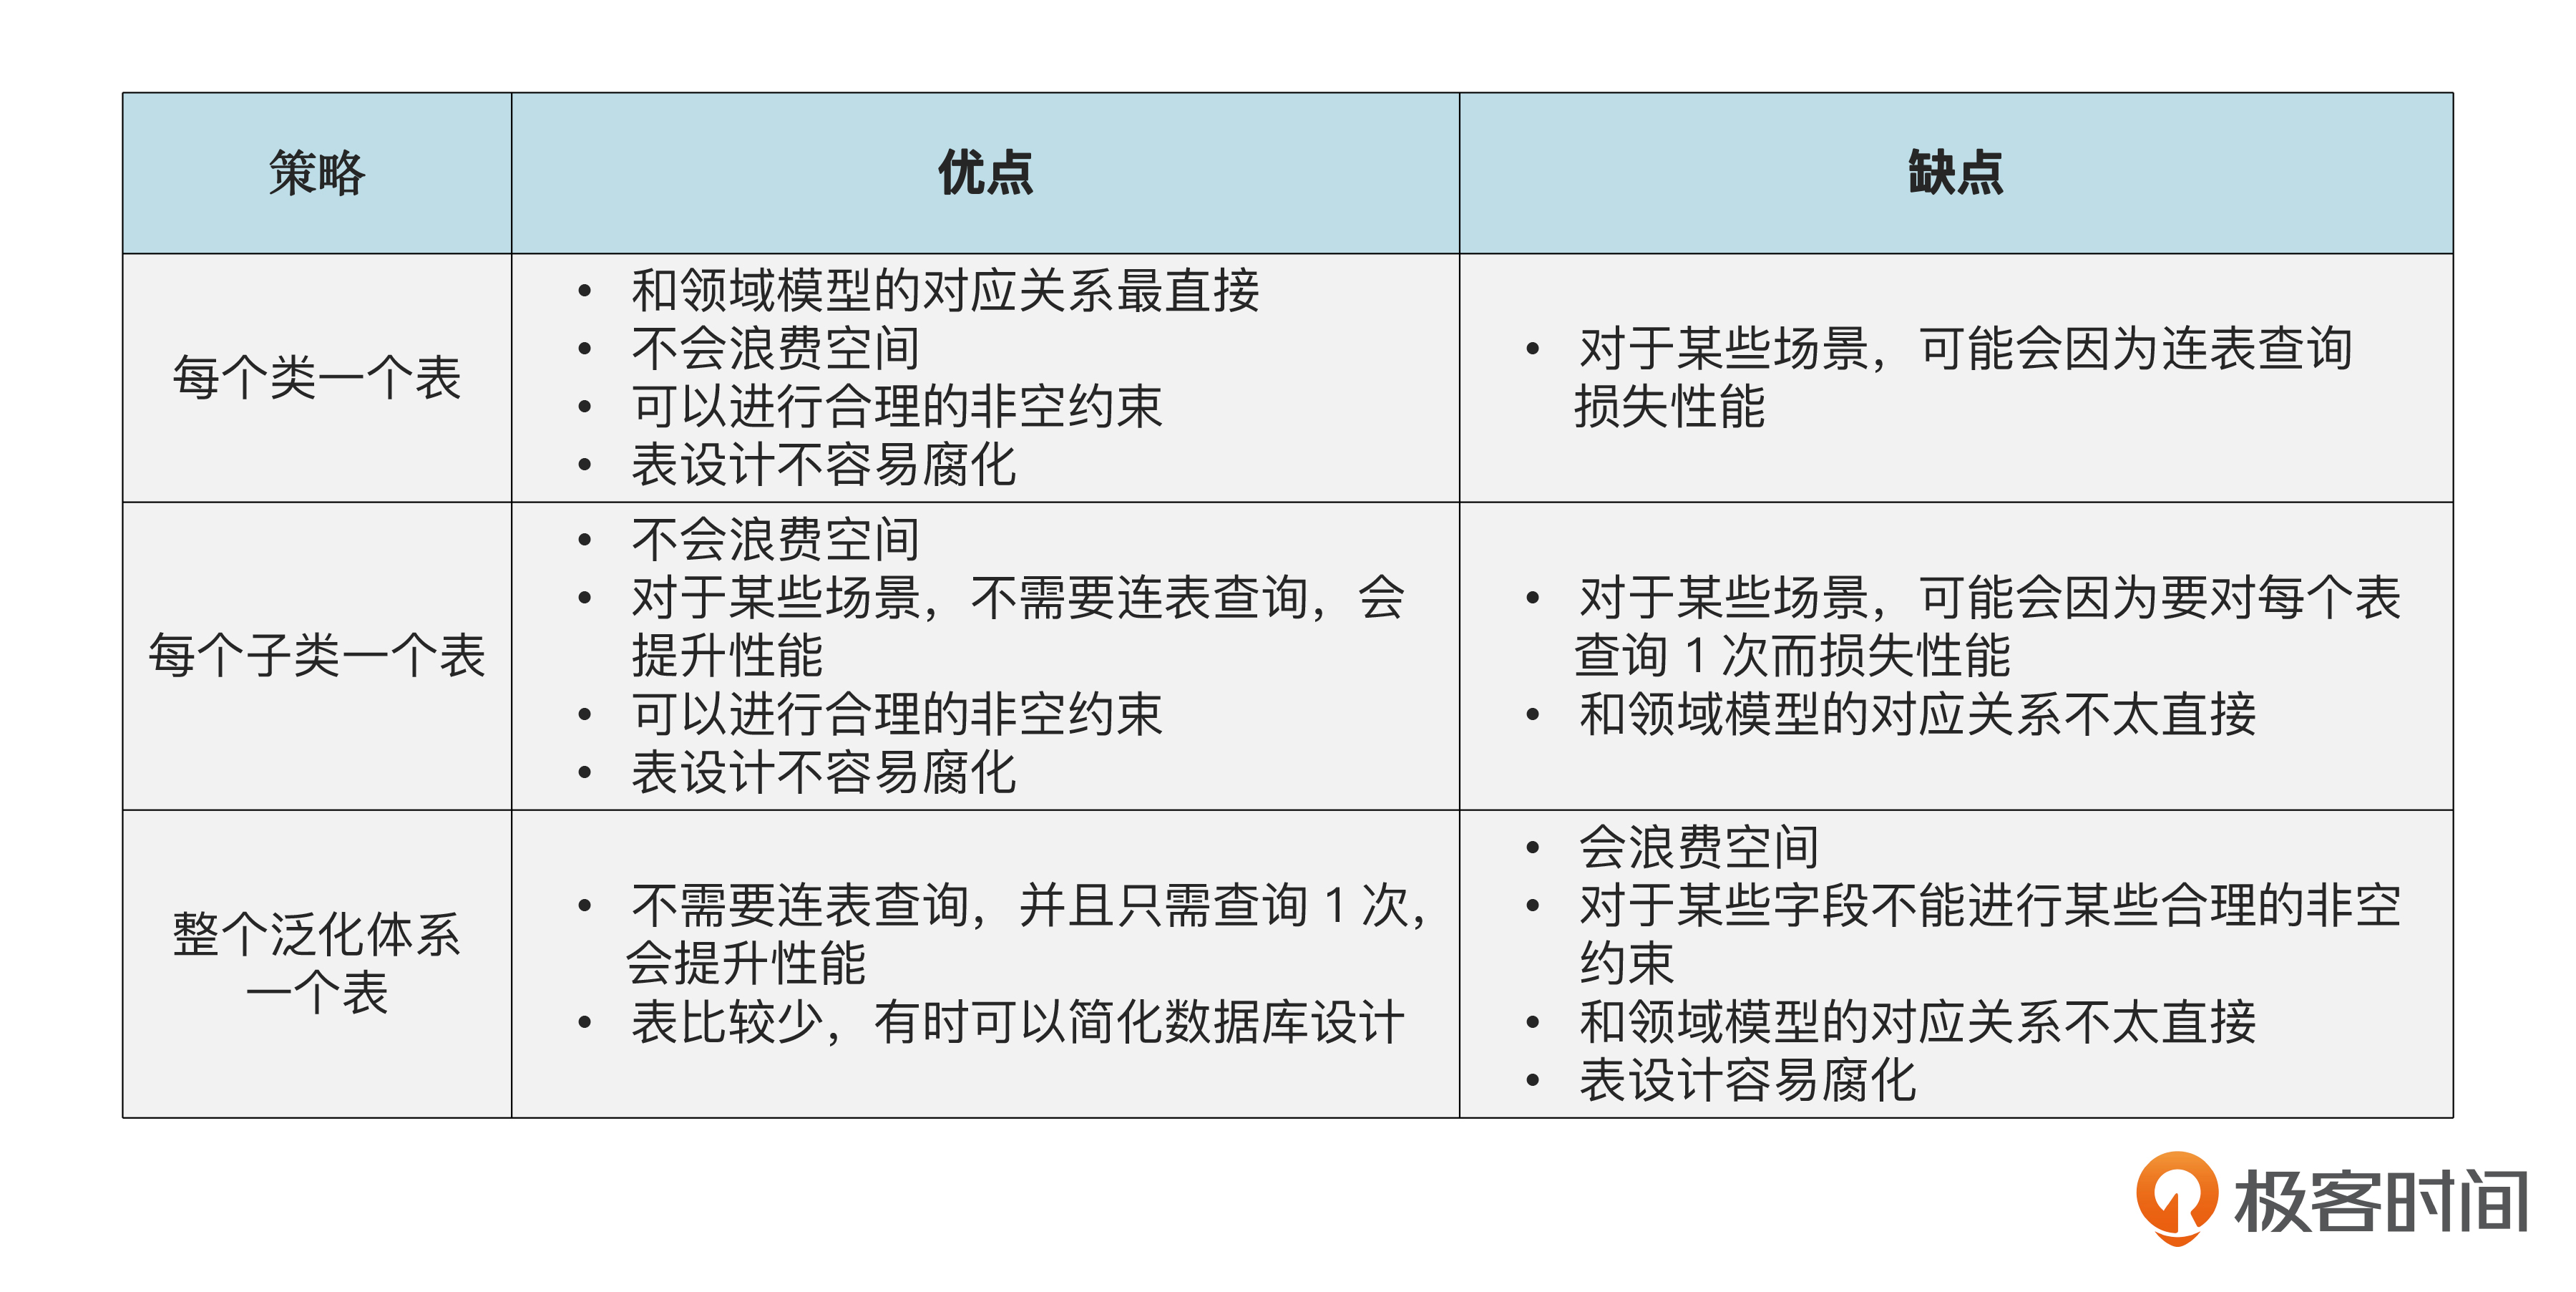 策略
优点
缺点
每个类一个表
• 和领域模型的对应关系最直接
• 不会浪费空间
• 可以进行合理的非空约束
• 表设计不容易腐化
• 对于某些场景，可能会因为连表查询
损失性能
每个子类一个表
• 不会浪费空间
• 对于某些场景，不需要连表查询，会
提升性能
• 可以进行合理的非空约束
• 表设计不容易腐化
• 对于某些场景，可能会因为要对每个表
查询 1 次而损失性能
• 和领域模型的对应关系不太直接
整个泛化体系
一个表
• 不需要连表查询，并且只需查询 1 次，
会提升性能
• 表比较少，有时可以简化数据库设计
• 会浪费空间
• 对于某些字段不能进行某些合理的非空
约束
• 和领域模型的对应关系不太直接
• 表设计容易腐化
极客时间